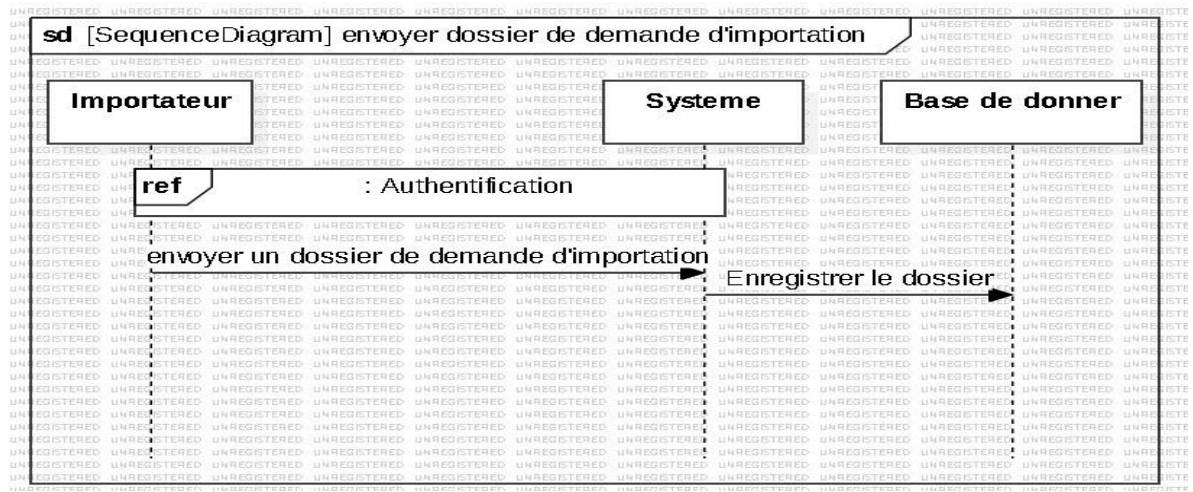 sd [SequenceDiagram] envoyer dossier de demande d'importation
Importateur
Systeme
Base de donner
ref : Authentification
envoyer un dossier de demande d'importation
Enregistrer le dossier
UNREGISTERED